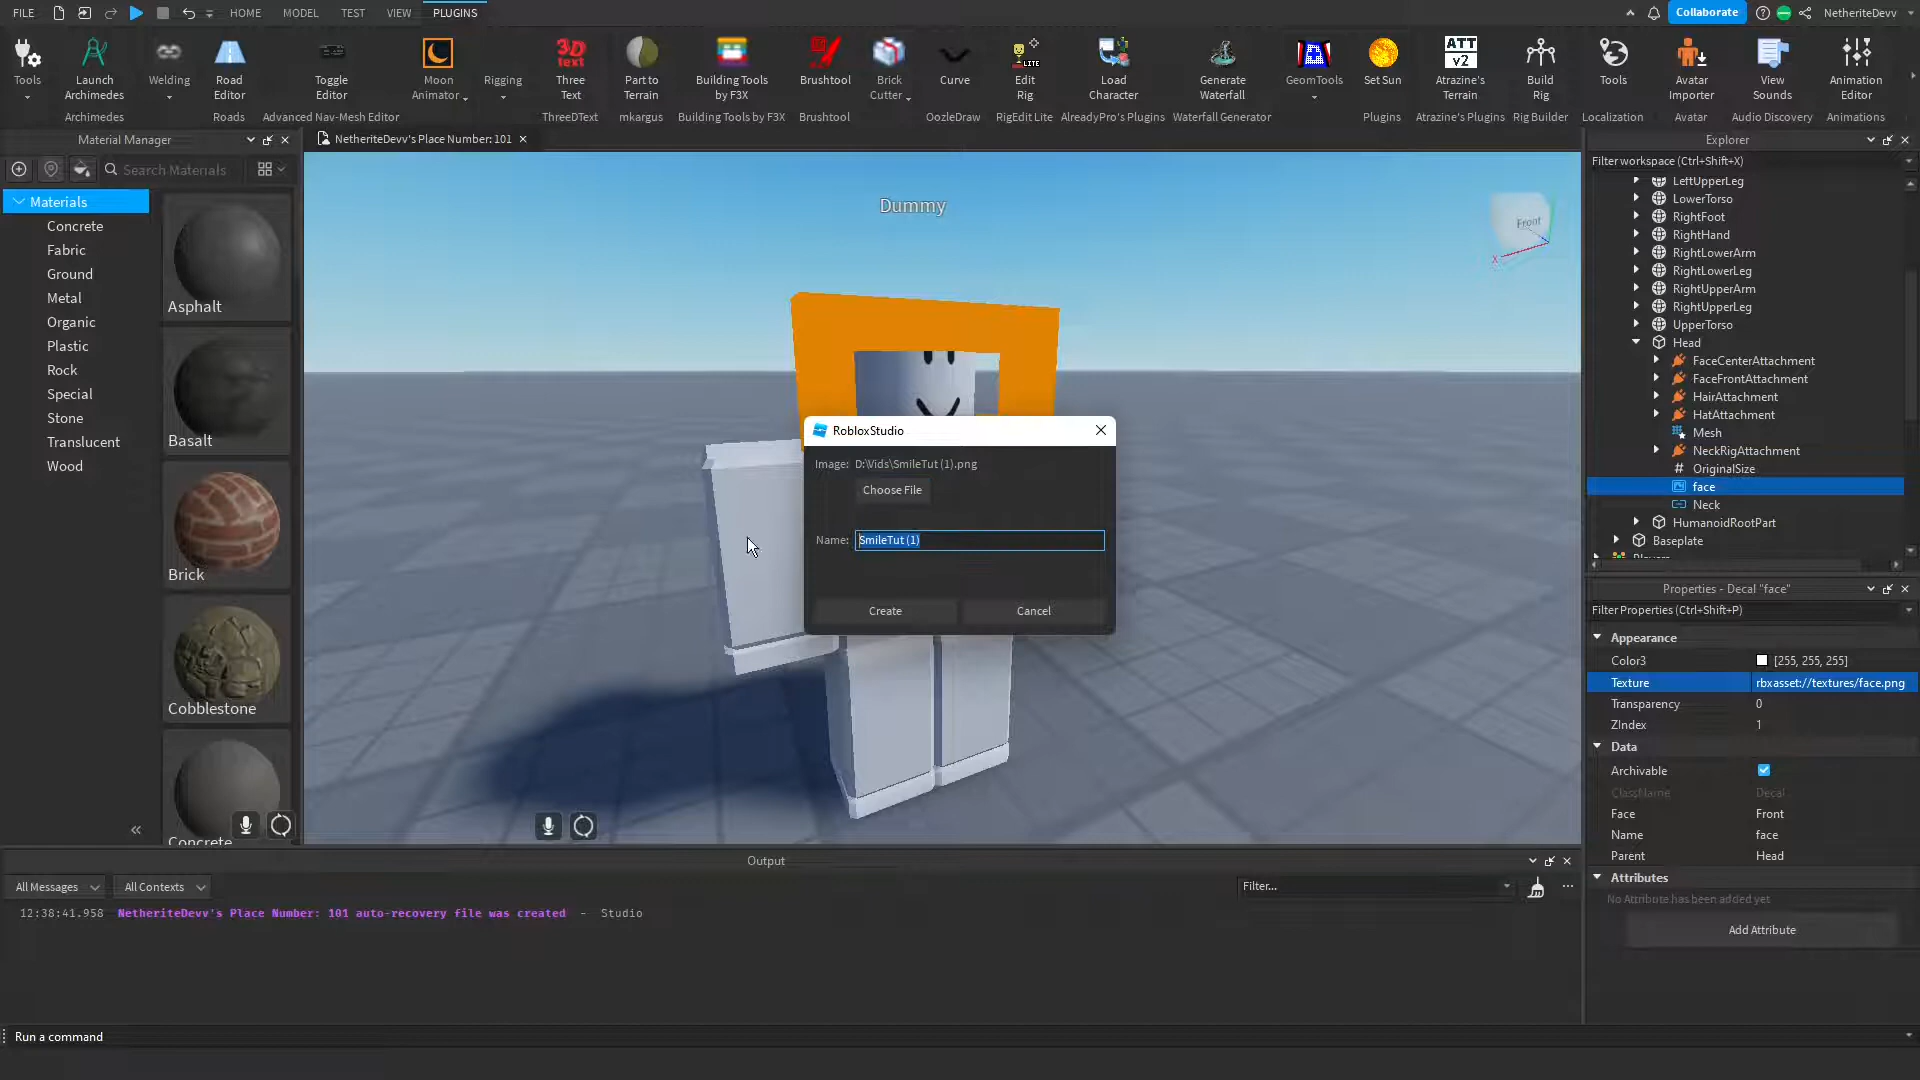 FILE
HOME
MODEL
TEST
VIEW
PLUGINS
Collaborate
NetheriteDevv
Tools
Launch
Archimedes
Archimedes
Welding
Road
Editor
Roads
Toggle
Editor
Advanced Nav-Mesh Editor
Moon
Animator
Rigging
3D
text
Three
Text
ThreeDText
Part to
Terrain
mkargus
Building Tools
by F3X
Building Tools by F3X
Brushtool
Brushtool
Brick
Cutter
Curve
OozleDraw
LITE
Edit
Rig
RigEdit Lite
Load
Character
AlreadyPro's Plugins
Generate
Waterfall
Waterfall Generator
GeomTools
Set Sun
Plugins
ATT
v2
Atrazine's
Terrain
Atrazine's Plugins
Build
Rig
Rig Builder
Tools
Localization
Avatar
Importer
Avatar
View
Sounds
Audio Discovery
Animation
Editor
Animations
Material Manager
Search Materials
Materials
Concrete
Fabric
Ground
Metal
Organic
Plastic
Rock
Special
Stone
Translucent
Wood
Asphalt
Basalt
Brick
Cobblestone
Concrete
NetheriteDevv's Place Number: 101
Dummy
Front
X
RobloxStudio
Image: D:\Vids\SmileTut (1).png
Choose File
Name: SmileTut (1)
Create
Cancel
Explorer
Filter workspace (Ctrl+Shift+X)
LeftUpperLeg
LowerTorso
RightFoot
RightHand
RightLowerArm
RightLowerLeg
RightUpperArm
RightUpperLeg
UpperTorso
Head
FaceCenterAttachment
FaceFrontAttachment
HairAttachment
HatAttachment
Mesh
NeckRigAttachment
OriginalSize
face
Neck
HumanoidRootPart
Baseplate
Players
Properties - Decal "face"
Filter Properties (Ctrl+Shift+P)
Appearance
Color3 [255, 255, 255]
Texture rbxasset://textures/face.png
Transparency 0
ZIndex 1
Data
Archivable
ClassName Decal
Face Front
Name face
Parent Head
Attributes
No Attribute has been added yet
Add Attribute
Output
All Messages
All Contexts
Filter...
12:38:41.958 NetheriteDevv's Place Number: 101 auto-recovery file was created - Studio
Run a command